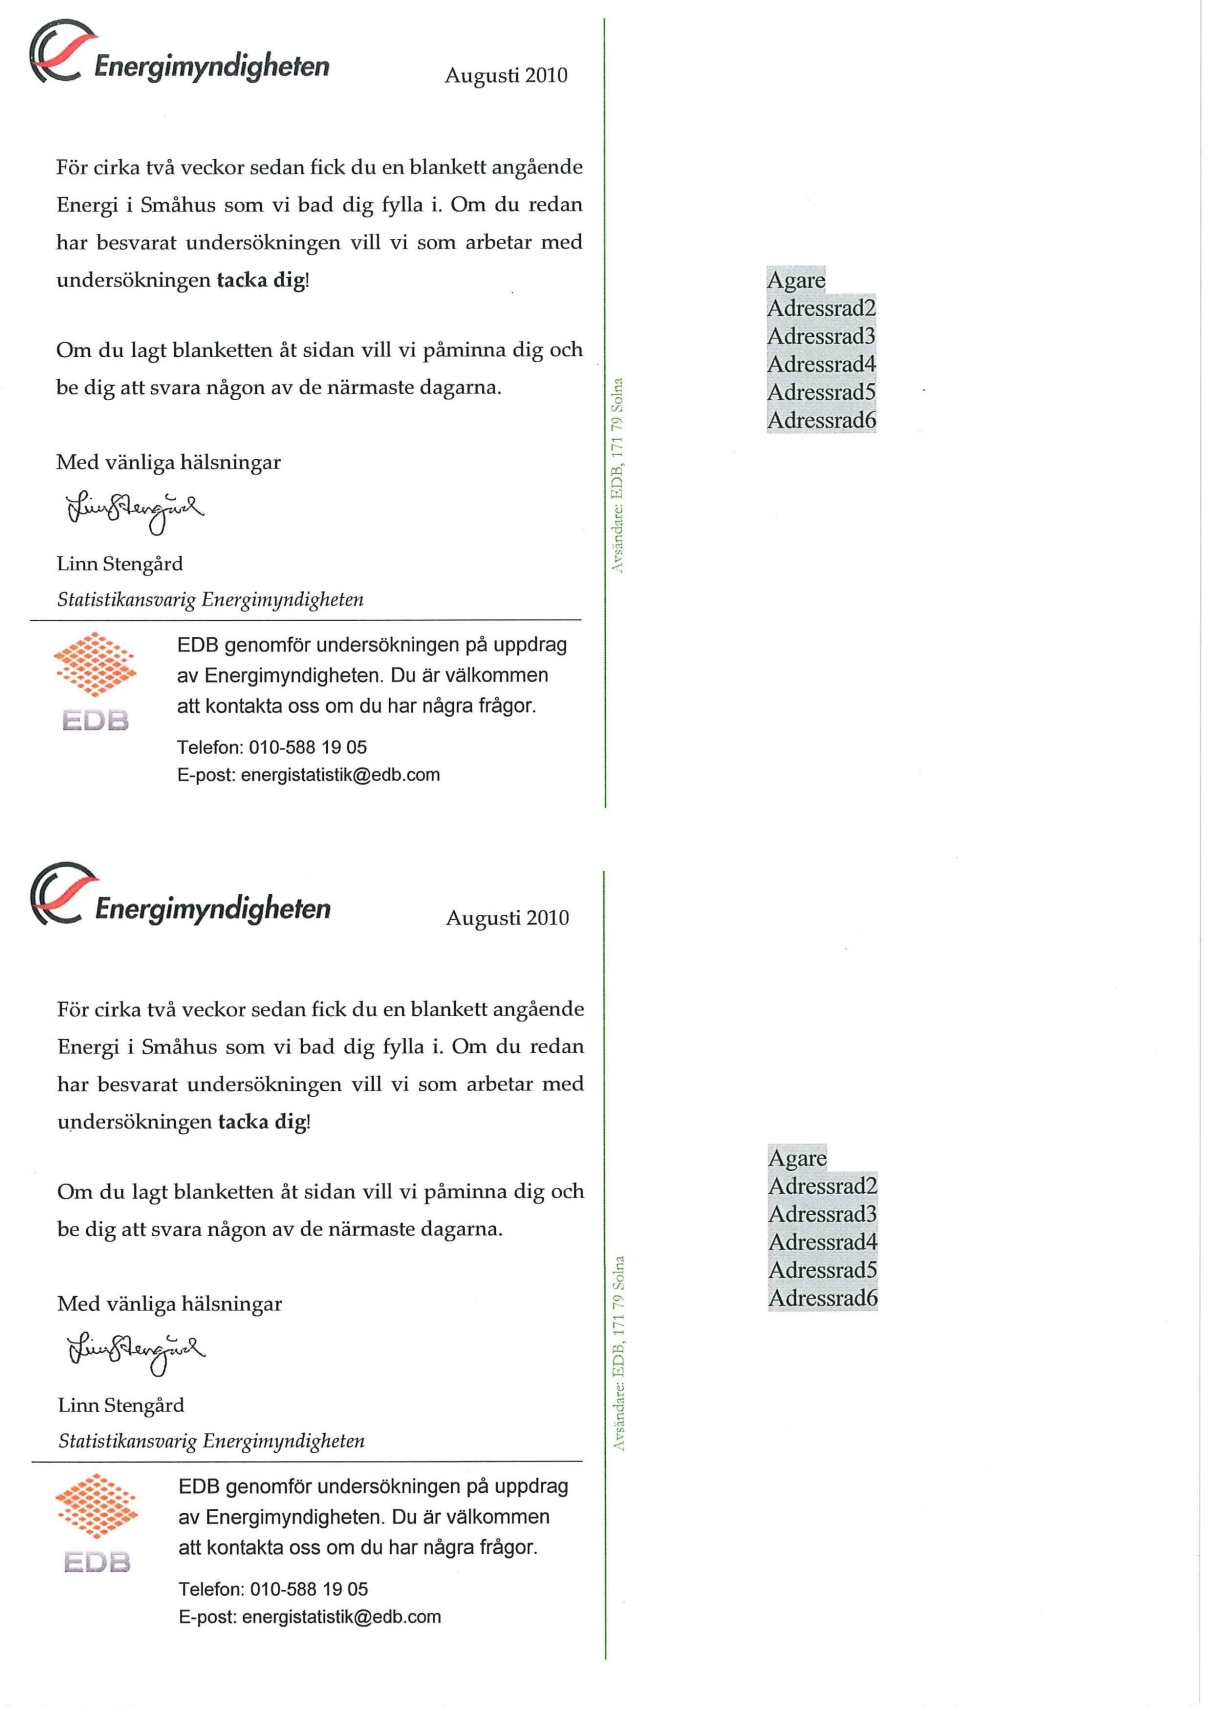 Energimyndigheten
Augusti 2010
För cirka två veckor sedan fick du en blankett angående
Energi i Småhus som vi bad dig fylla i. Om du redan
har besvarat undersökningen vill vi som arbetar med
undersökningen tacka dig!
Om du lagt blanketten åt sidan vill vi påminna dig och
be dig att svara någon av de närmaste dagarna.
Med vänliga hälsningar
Linn Stengård
Linn Stengård
Statistikansvarig Energimyndigheten
EDB
EDB genomför undersökningen på uppdrag
av Energimyndigheten. Du är välkommen
att kontakta oss om du har några frågor.
Telefon: 010-588 19 05
E-post: energistatistik@edb.com
Avsändare: EDB, 171 79 Solna
Agare
Adressrad2
Adressrad3
Adressrad4
Adressrad5
Adressrad6
Energimyndigheten
Augusti 2010
För cirka två veckor sedan fick du en blankett angående
Energi i Småhus som vi bad dig fylla i. Om du redan
har besvarat undersökningen vill vi som arbetar med
undersökningen tacka dig!
Om du lagt blanketten åt sidan vill vi påminna dig och
be dig att svara någon av de närmaste dagarna.
Med vänliga hälsningar
Linn Stengård
Linn Stengård
Statistikansvarig Energimyndigheten
EDB
EDB genomför undersökningen på uppdrag
av Energimyndigheten. Du är välkommen
att kontakta oss om du har några frågor.
Telefon: 010-588 19 05
E-post: energistatistik@edb.com
Avsändare: EDB, 171 79 Solna
Agare
Adressrad2
Adressrad3
Adressrad4
Adressrad5
Adressrad6